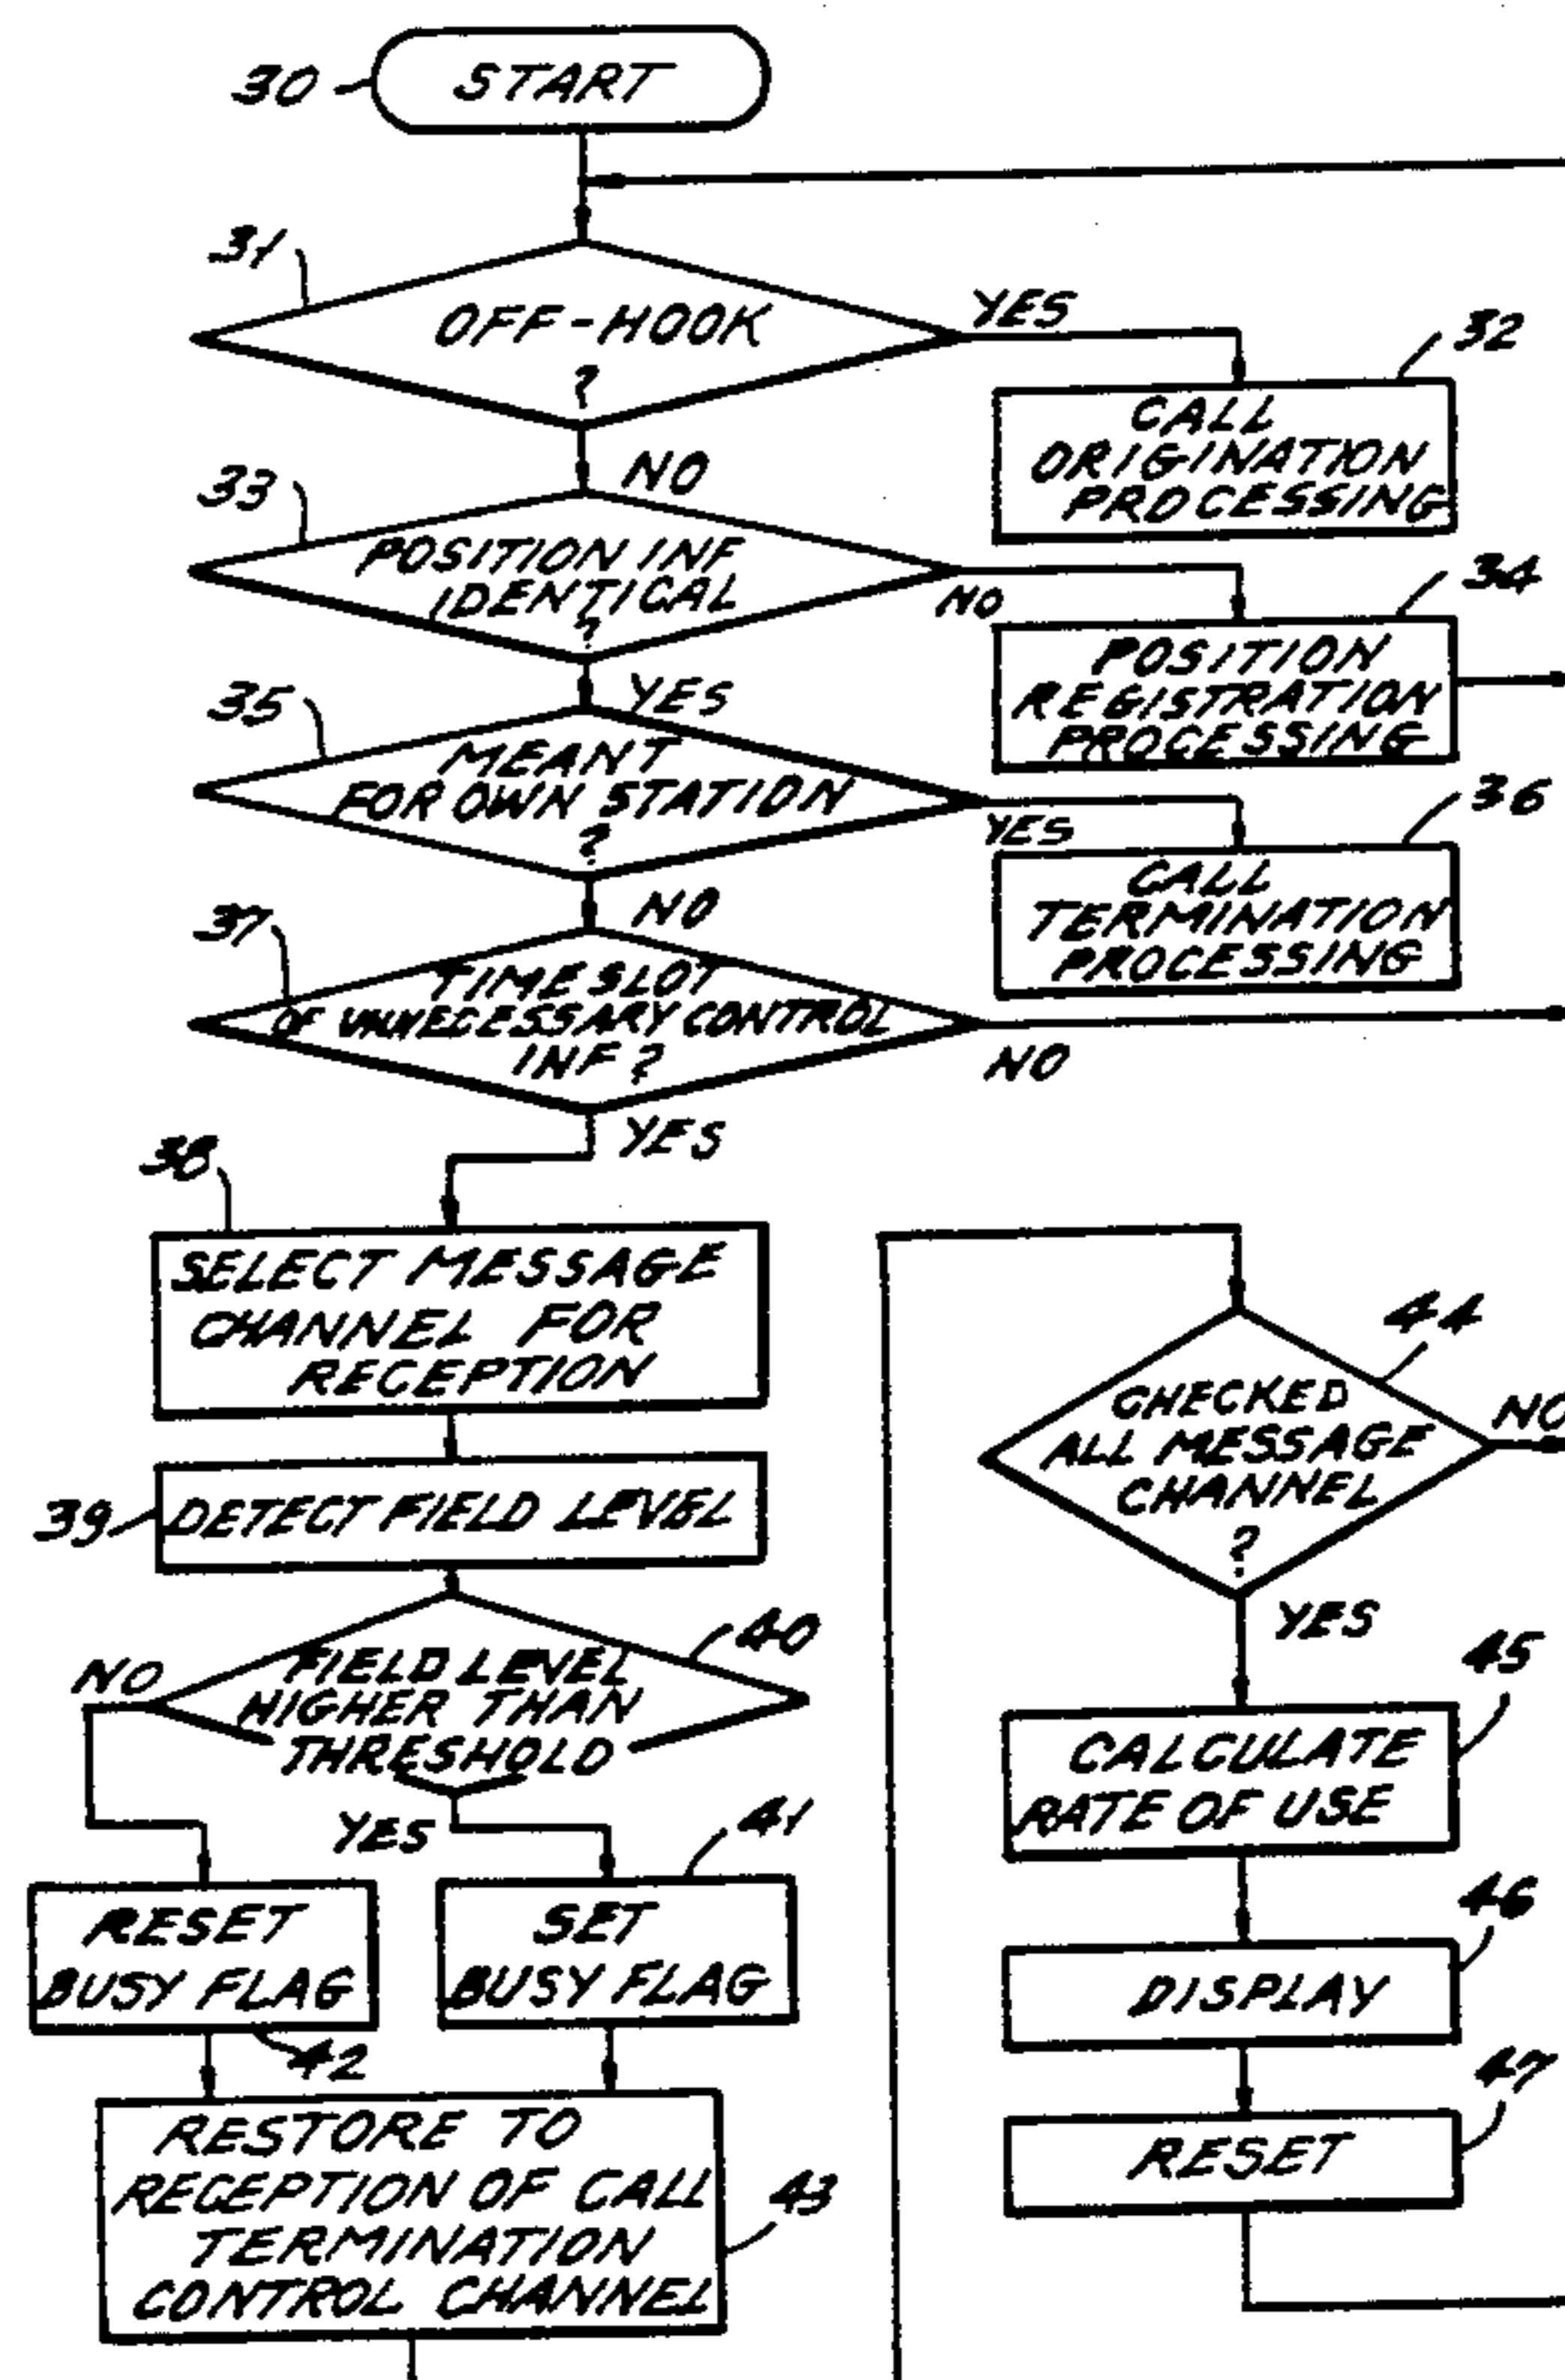 30
START
31
OFF-HOOK
?
YES
32
CALL
ORIGINATION
PROCESSING
NO
33
POSITION INF
IDENTICAL
?
NO
34
POSITION
REGISTRATION
PROCESSING
YES
35
MEANT
FOR OWN STATION
?
YES
36
CALL
TERMINATION
PROCESSING
NO
37
TIME SLOT
OF UNNECESSARY CONTROL
INF ?
NO
YES
38
SELECT MESSAGE
CHANNEL FOR
RECEPTION
39
DETECT FIELD LEVEL
40
FIELD LEVEL
HIGHER THAN
THRESHOLD
NO
YES
41
RESET
BUSY FLAG
42
SET
BUSY FLAG
RESTORE TO
RECEPTION OF CALL
TERMINATION
CONTROL CHANNEL
43
44
CHECKED
ALL MESSAGE
CHANNEL
?
NO
YES
45
CALCULATE
RATE OF USE
46
DISPLAY
47
RESET